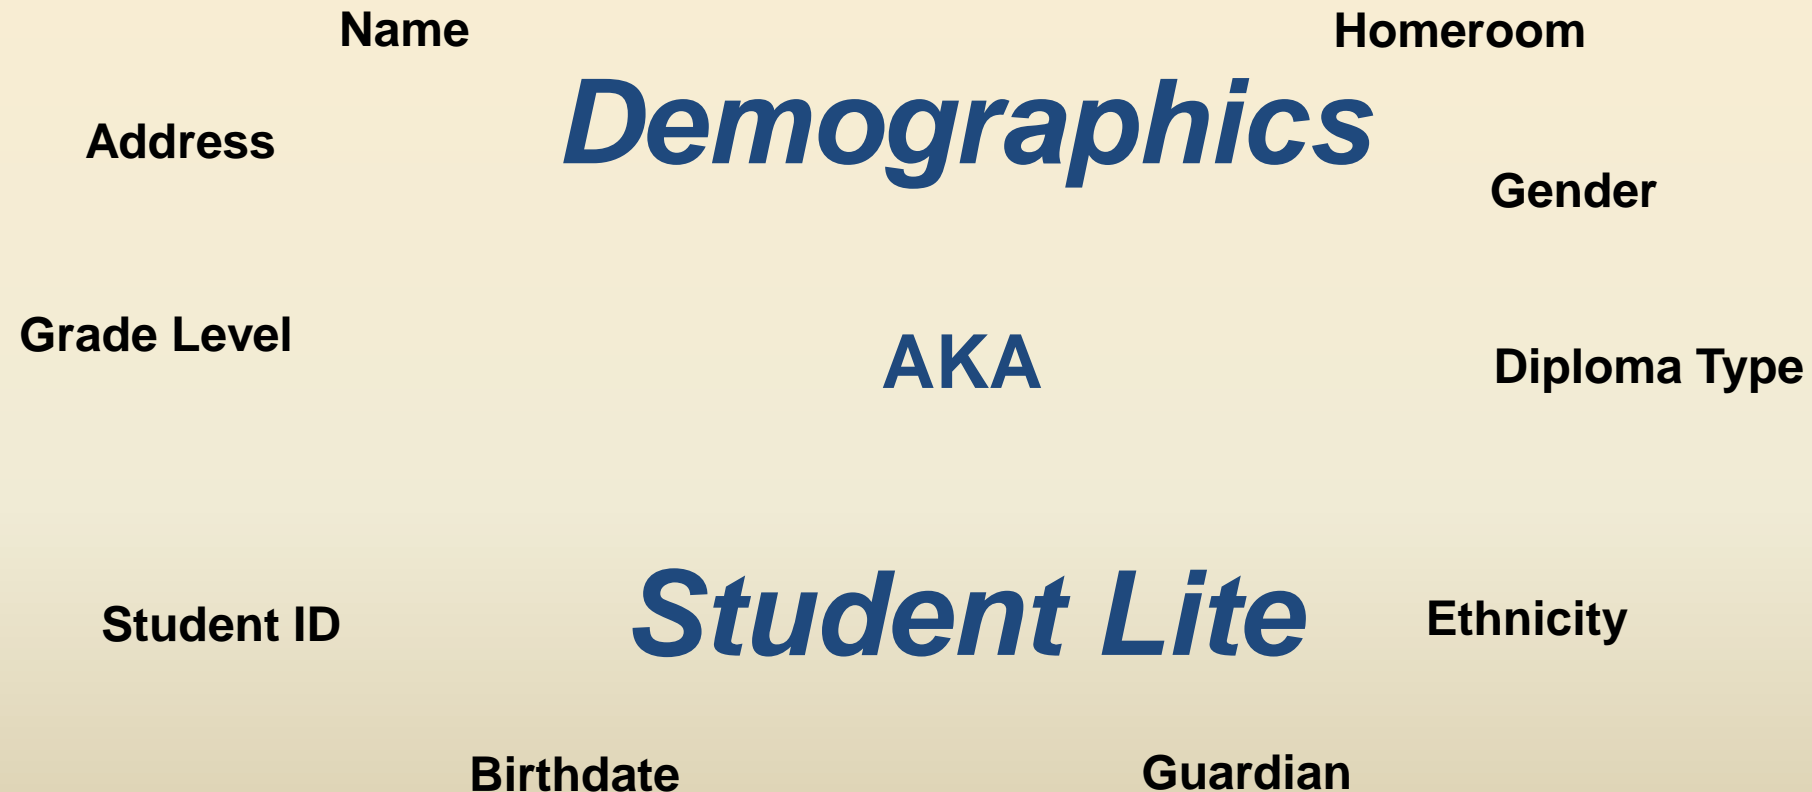 Name
Homeroom
Demographics
Address
Gender
Grade Level
AKA
Diploma Type
Student ID
Student Lite
Ethnicity
Birthdate
Guardian